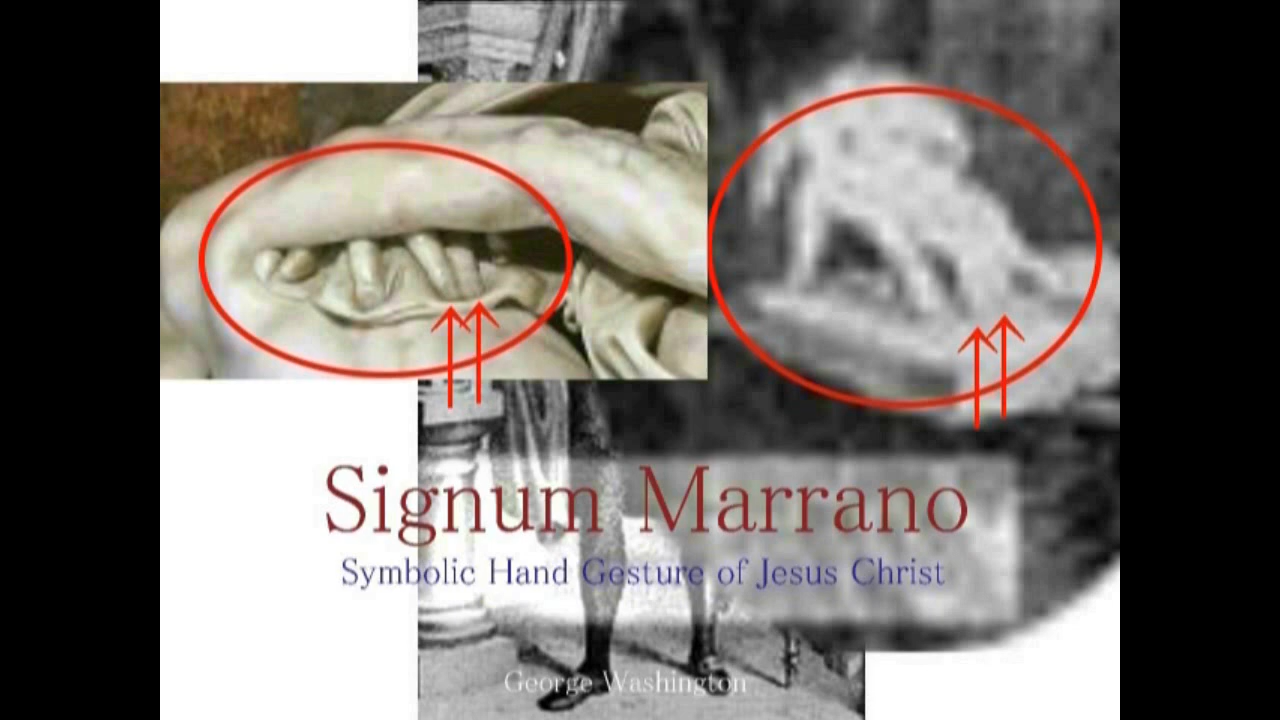 Signum Marrano
Symbolic Hand Gesture of Jesus Christ
George Washington